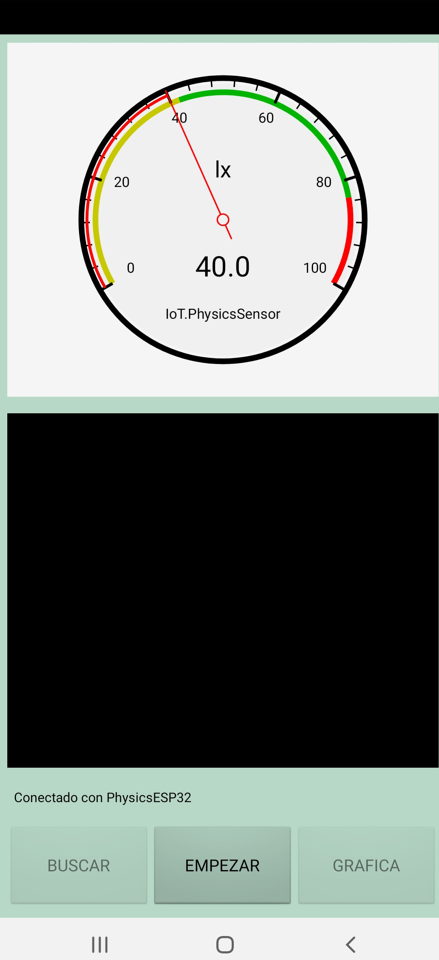 lx
0
20
40
60
80
100
40.0
IoT.PhysicsSensor
Conectado con PhysicsESP32
BUSCAR
EMPEZAR
GRAFICA